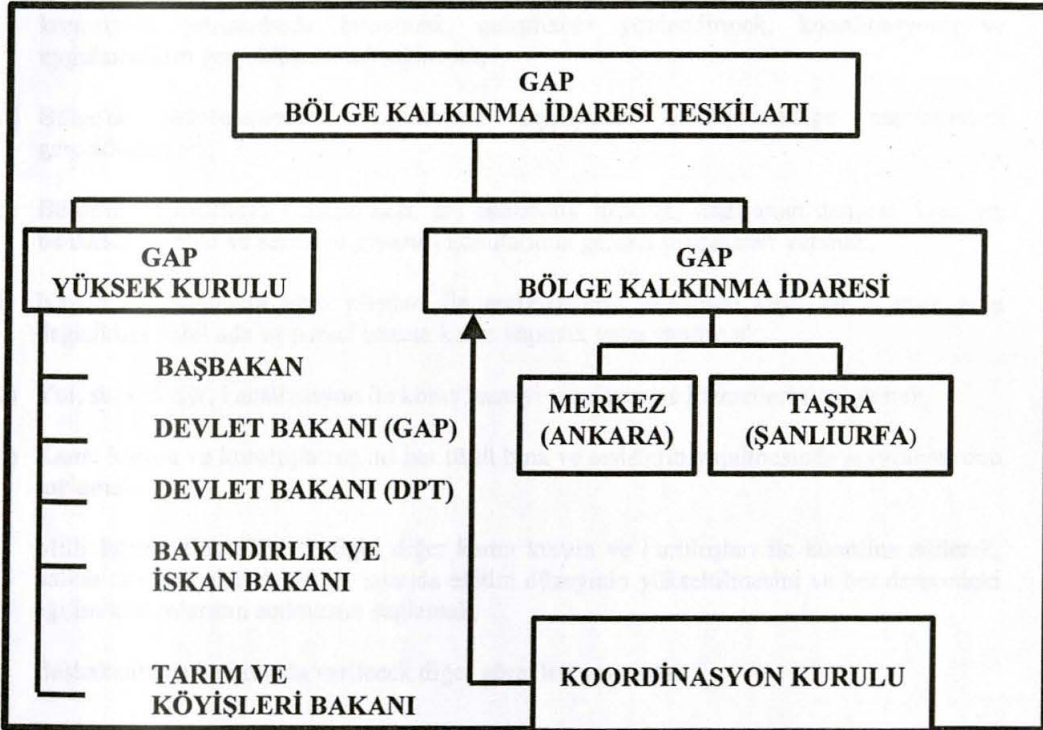 GAP
BÖLGE KALKINMA İDARESİ TEŞKİLATI
GAP
YÜKSEK KURULU
GAP
BÖLGE KALKINMA İDARESİ
BAŞBAKAN
DEVLET BAKANI (GAP)
DEVLET BAKANI (DPT)
BAYINDIRLIK VE
İSKAN BAKANI
TARIM VE
KÖYİŞLERİ BAKANI
MERKEZ
(ANKARA)
TAŞRA
(ŞANLIURFA)
KOORDİNASYON KURULU